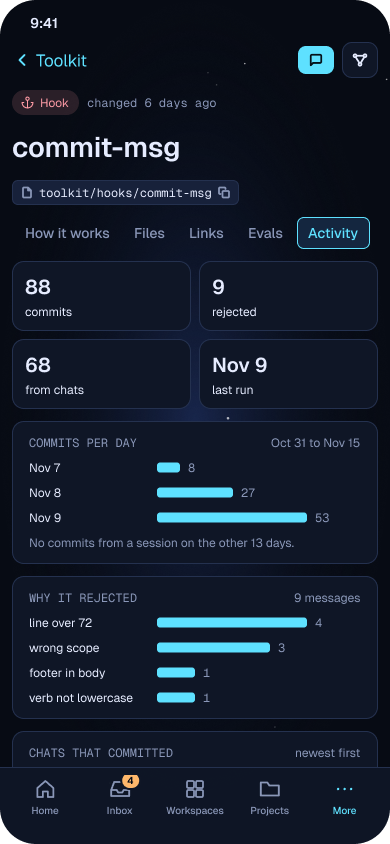 9:41
Toolkit
Hook changed 6 days ago
commit-msg
toolkit/hooks/commit-msg
How it works Files Links Evals Activity
88
commits
9
rejected
68
from chats
Nov 9
last run
COMMITS PER DAY Oct 31 to Nov 15
Nov 7 8
Nov 8 27
Nov 9 53
No commits from a session on the other 13 days.
WHY IT REJECTED 9 messages
line over 72 4
wrong scope 3
footer in body 1
verb not lowercase 1
CHATS THAT COMMITTED newest first
4
Home Inbox Workspaces Projects More